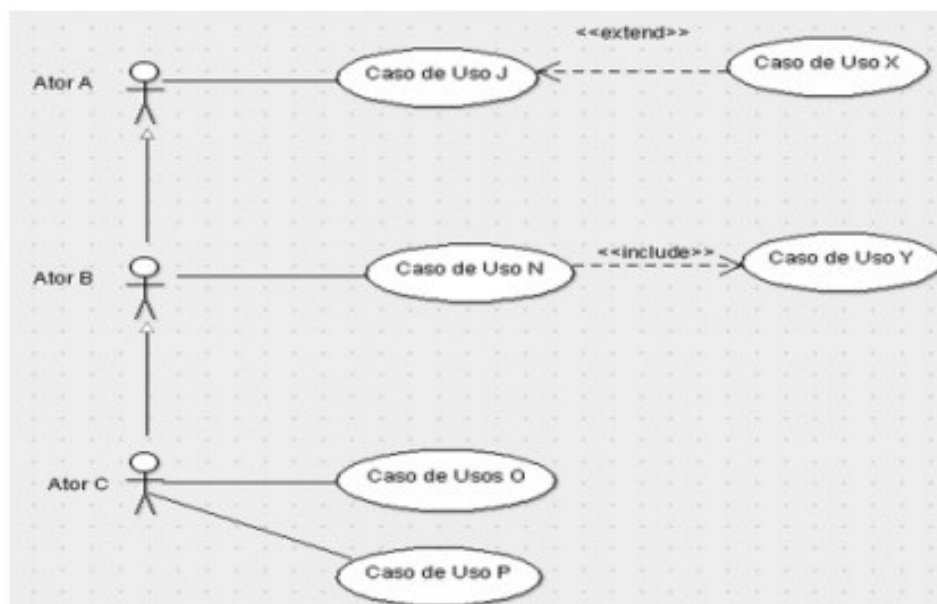 <<extend>>
Ator A
Caso de Uso J
Caso de Uso X
Ator B
Caso de Uso N
<<include>>
Caso de Uso Y
Ator C
Caso de Usos O
Caso de Uso P